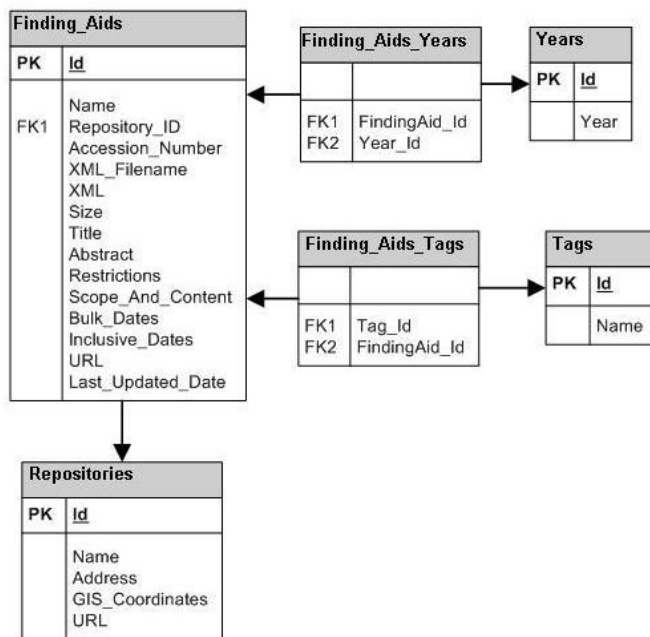 Finding_Aids
PK Id
Name
FK1 Repository_ID
Accession_Number
XML_Filename
XML
Size
Title
Abstract
Restrictions
Scope_And_Content
Bulk_Dates
Inclusive_Dates
URL
Last_Updated_Date
Finding_Aids_Years
FK1 FindingAid_Id
FK2 Year_Id
Years
PK Id
Year
Finding_Aids_Tags
FK1 Tag_Id
FK2 FindingAid_Id
Tags
PK Id
Name
Repositories
PK Id
Name
Address
GIS_Coordinates
URL